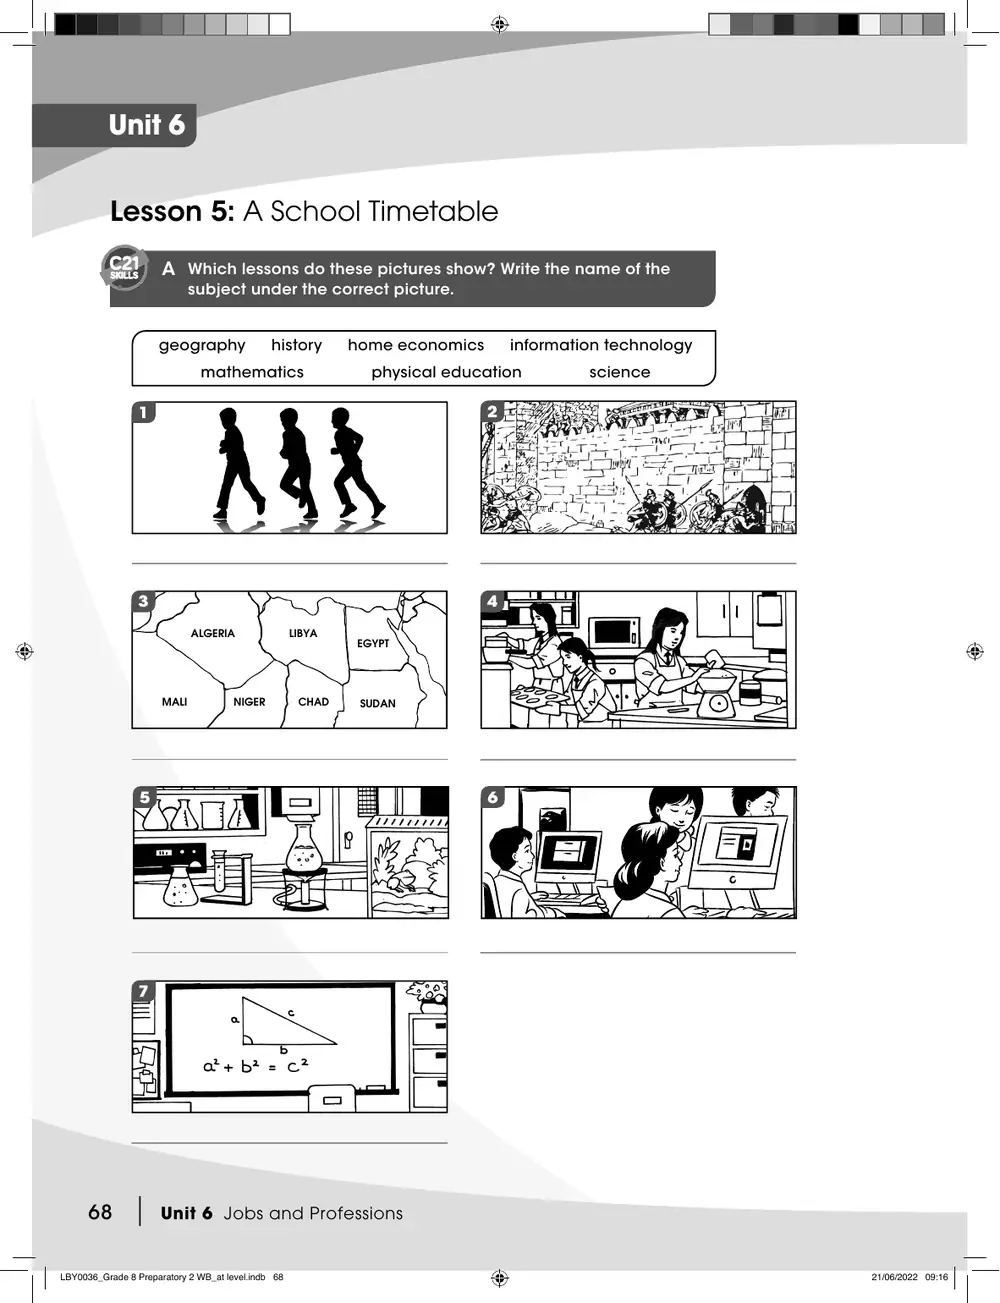 Unit 6
Lesson 5: A School Timetable
C21
SKILLS
A Which lessons do these pictures show? Write the name of the
subject under the correct picture.
geography history home economics information technology
mathematics physical education science
1
2
3
ALGERIA LIBYA EGYPT
MALI NIGER CHAD SUDAN
4
5
6
7
a c
b
a² + b² = c²
68 Unit 6 Jobs and Professions
LBY0036_Grade 8 Preparatory 2 WB_at level.indb 68 21/06/2022 09:16